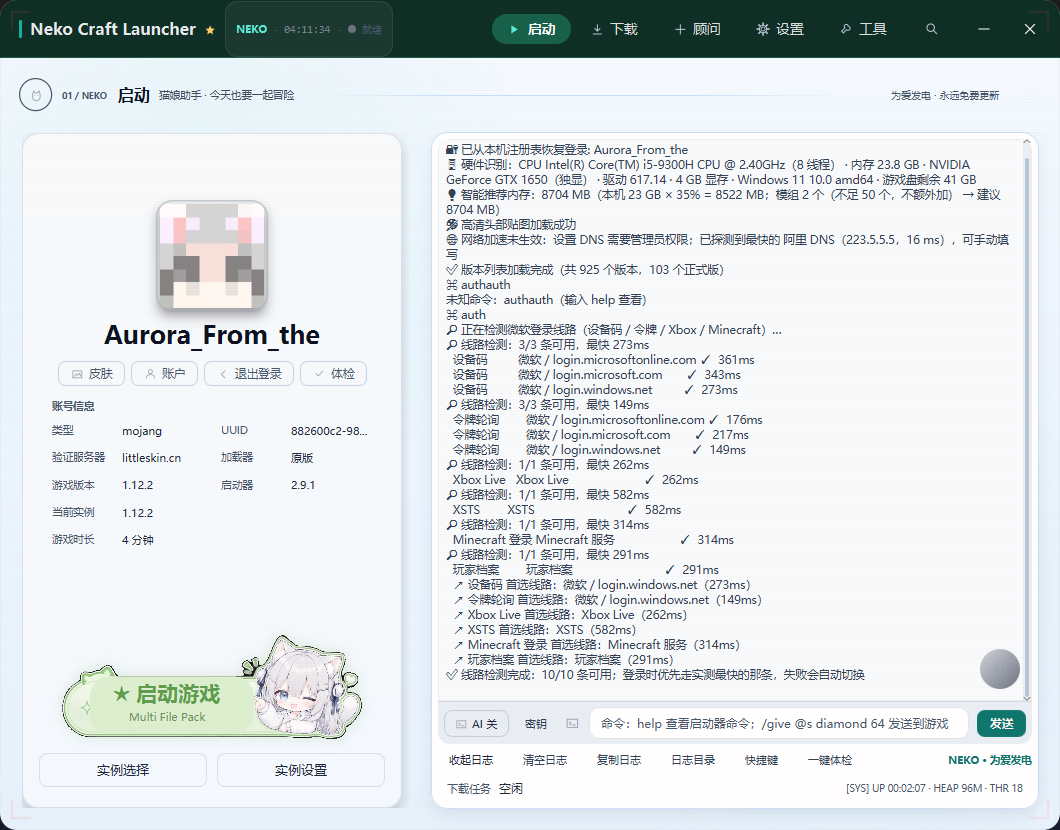 Neko Craft Launcher ★
NEKO · 04:11:34 · ● 就绪
启动
下载
顾问
设置
工具
01 / NEKO 启动 猫娘助手 · 今天也要一起冒险
为爱发电 · 永远免费更新
Aurora_From_the
皮肤
账户
退出登录
体检
账号信息
类型 mojang UUID 882600c2-98...
验证服务器 littleskin.cn 加载器 原版
游戏版本 1.12.2 启动器 2.9.1
当前实例 1.12.2
游戏时长 4 分钟
★ 启动游戏
Multi File Pack
实例选择
实例设置
已从本机注册表恢复登录: Aurora_From_the
硬件识别：CPU Intel(R) Core(TM) i5-9300H CPU @ 2.40GHz（8 线程） · 内存 23.8 GB · NVIDIA
GeForce GTX 1650（独显） · 驱动 617.14 · 4 GB 显存 · Windows 11 10.0 amd64 · 游戏盘剩余 41 GB
智能推荐内存：8704 MB（本机 23 GB × 35% = 8522 MB；模组 2 个（不足 50 个，不额外加） → 建议
8704 MB）
高清头部贴图加载成功
网络加速未生效：设置 DNS 需要管理员权限；已探测到最快的 阿里 DNS（223.5.5.5，16 ms），可手动填
写
✅ 版本列表加载完成（共 925 个版本，103 个正式版）
⌘ authauth
未知命令：authauth（输入 help 查看）
⌘ auth
🔎 正在检测微软登录线路（设备码 / 令牌 / Xbox / Minecraft）...
🔎 线路检测：3/3 条可用，最快 273ms
设备码 微软 / login.microsoftonline.com ✓ 361ms
设备码 微软 / login.microsoft.com ✓ 343ms
设备码 微软 / login.windows.net ✓ 273ms
🔎 线路检测：3/3 条可用，最快 149ms
令牌轮询 微软 / login.microsoftonline.com ✓ 176ms
令牌轮询 微软 / login.microsoft.com ✓ 217ms
令牌轮询 微软 / login.windows.net ✓ 149ms
🔎 线路检测：1/1 条可用，最快 262ms
Xbox Live Xbox Live ✓ 262ms
🔎 线路检测：1/1 条可用，最快 582ms
XSTS XSTS ✓ 582ms
🔎 线路检测：1/1 条可用，最快 314ms
Minecraft 登录 Minecraft 服务 ✓ 314ms
🔎 线路检测：1/1 条可用，最快 291ms
玩家档案 玩家档案 ✓ 291ms
↗ 设备码 首选线路：微软 / login.windows.net（273ms）
↗ 令牌轮询 首选线路：微软 / login.windows.net（149ms）
↗ Xbox Live 首选线路：Xbox Live（262ms）
↗ XSTS 首选线路：XSTS（582ms）
↗ Minecraft 登录 首选线路：Minecraft 服务（314ms）
↗ 玩家档案 首选线路：玩家档案（291ms）
✅ 线路检测完成：10/10 条可用；登录时优先走实测最快的那条，失败会自动切换
AI 关
密钥
命令：help 查看启动器命令；/give @s diamond 64 发送到游戏
发送
收起日志 清空日志 复制日志 日志目录 快捷键 一键体检
NEKO • 为爱发电
下载任务 空闲
[SYS] UP 00:02:07 · HEAP 96M · THR 18